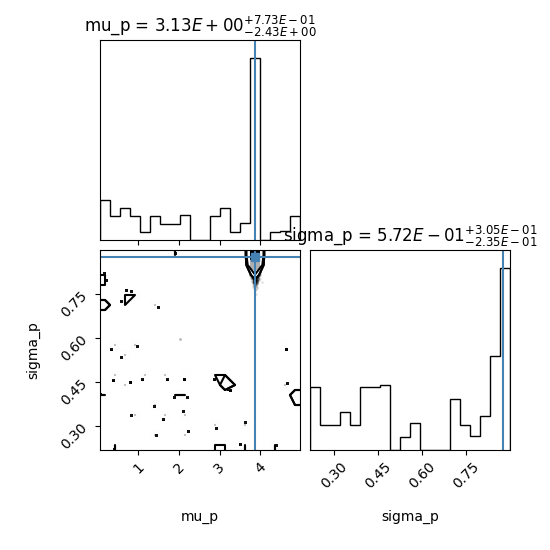 mu_p = 3.13E+00+7.73E−01−2.43E+00
sigma_p = 5.72E−01+3.05E−01−2.35E−01
0.75
0.60
0.45
0.30
sigma_p
1
2
3
4
mu_p
0.30
0.45
0.60
0.75
sigma_p